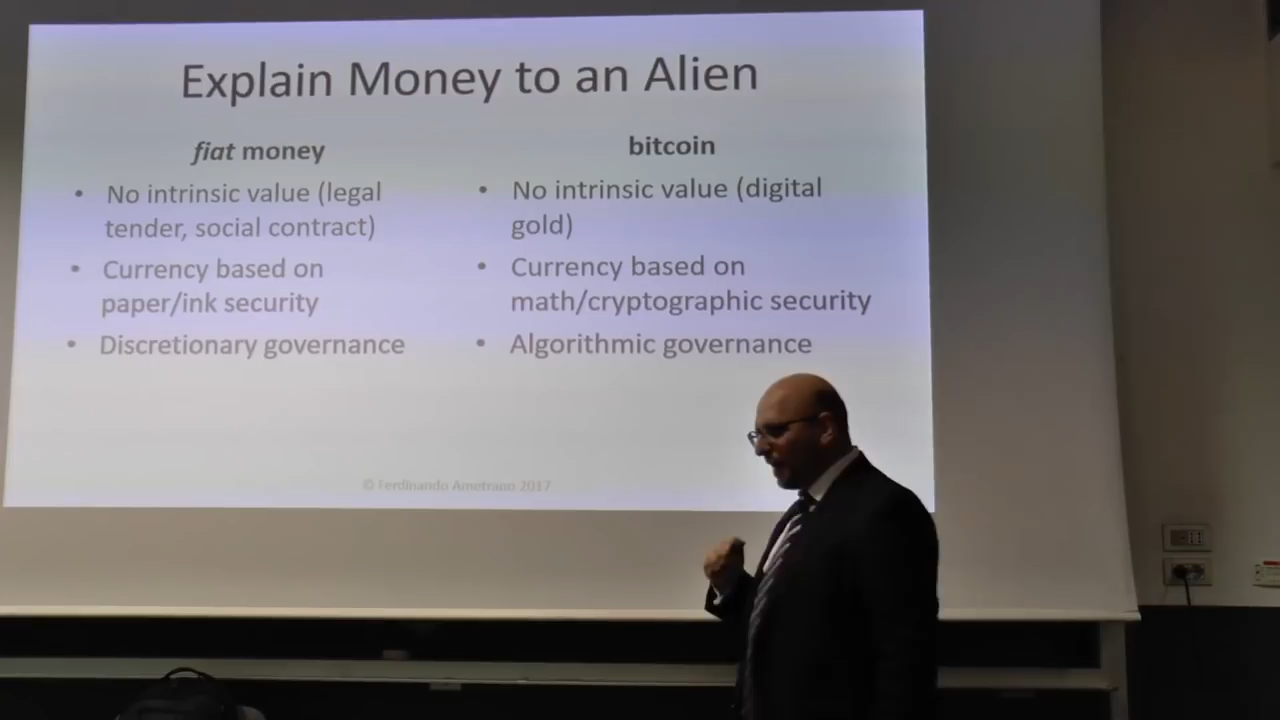 Explain Money to an Alien
fiat money
• No intrinsic value (legal
tender, social contract)
• Currency based on
paper/ink security
• Discretionary governance
bitcoin
• No intrinsic value (digital
gold)
• Currency based on
math/cryptographic security
• Algorithmic governance
© Ferdinando Ametrano 2017